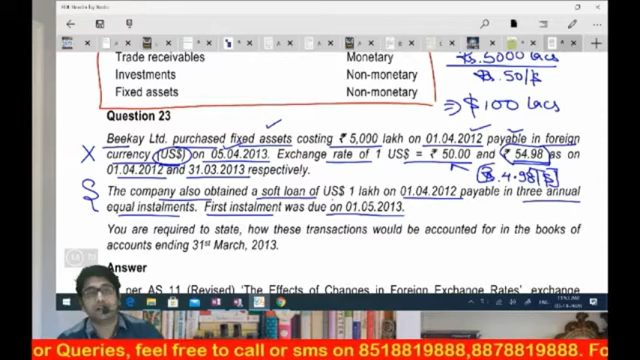 Trade receivables Monetary
Investments Non-monetary
Fixed assets Non-monetary
Rs.5000 lacs
Rs.50/$
⇒ $100 lacs
Question 23
Beekay Ltd. purchased fixed assets costing ₹ 5,000 lakh on 01.04.2012 payable in foreign
currency (US$) on 05.04.2013. Exchange rate of 1 US$ = ₹ 50.00 and ₹ 54.98 as on
01.04.2012 and 31.03.2013 respectively.
Rs.4.98/$
The company also obtained a soft loan of US$ 1 lakh on 01.04.2012 payable in three annual
equal instalments. First instalment was due on 01.05.2013.
You are required to state, how these transactions would be accounted for in the books of
accounts ending 31st March, 2013.
Answer
As per AS 11 (Revised) 'The Effects of Changes in Foreign Exchange Rates', exchange
or Queries, feel free to call or sms on 8518819888, 8878819888. Fo